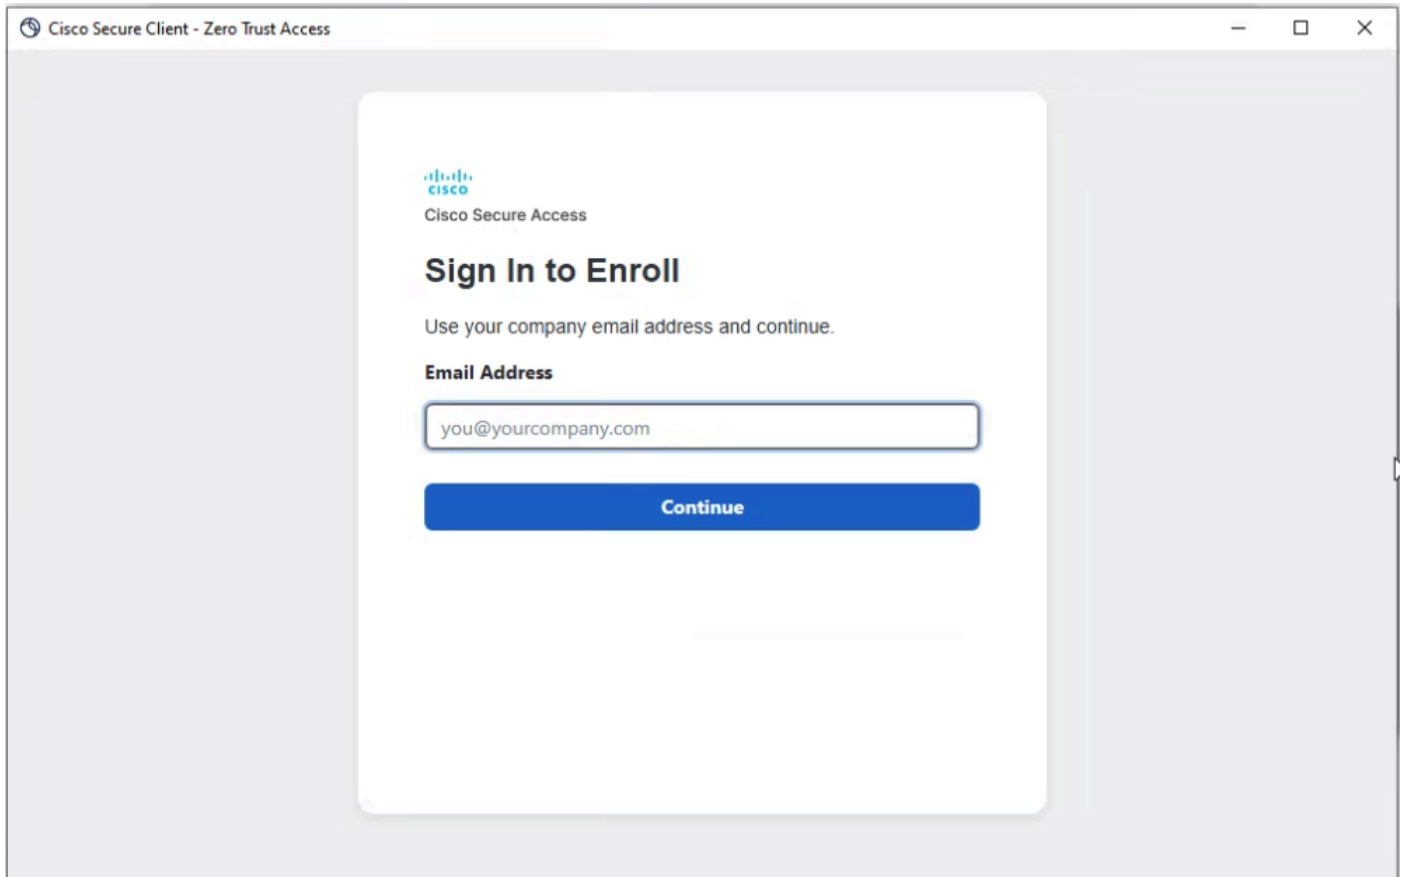 Cisco Secure Client - Zero Trust Access
CISCO
Cisco Secure Access
Sign In to Enroll
Use your company email address and continue.
Email Address
you@yourcompany.com
Continue